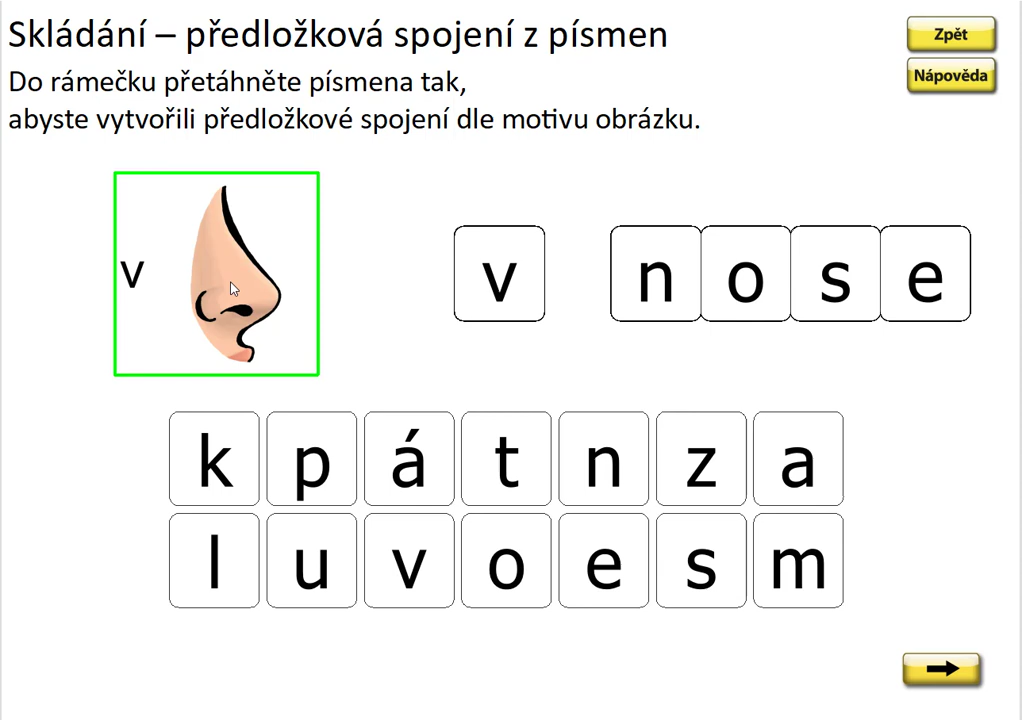 Skládání – předložková spojení z písmen
Zpět
Nápověda
Do rámečku přetáhněte písmena tak,
abyste vytvořili předložkové spojení dle motivu obrázku.
v
v n o s e
k p á t n z a
l u v o e s m